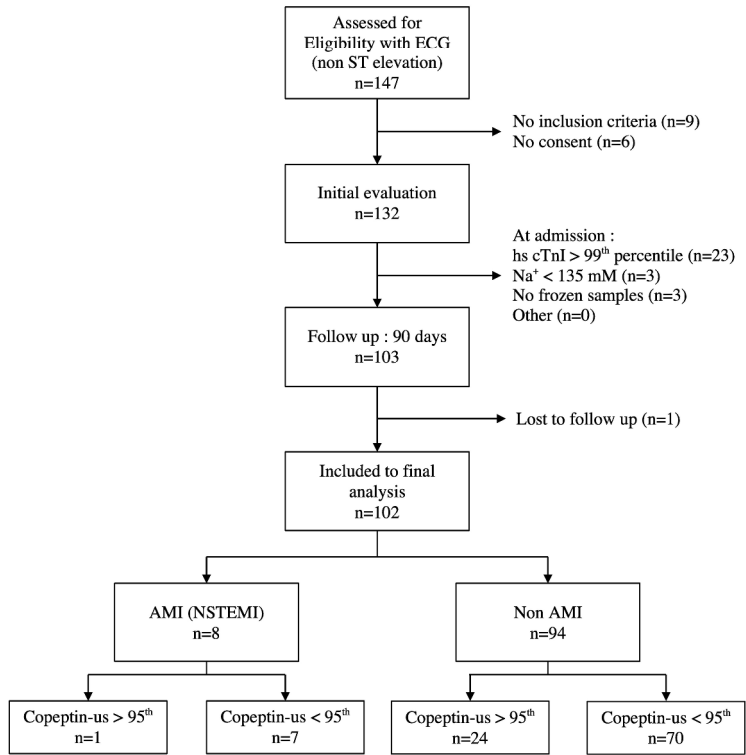 Assessed for
Eligibility with ECG
(non ST elevation)
n=147
No inclusion criteria (n=9)
No consent (n=6)
Initial evaluation
n=132
At admission :
hs cTnI > 99th percentile (n=23)
Na+ < 135 mM (n=3)
No frozen samples (n=3)
Other (n=0)
Follow up : 90 days
n=103
Lost to follow up (n=1)
Included to final
analysis
n=102
AMI (NSTEMI)
n=8
Non AMI
n=94
Copeptin-us > 95th
n=1
Copeptin-us < 95th
n=7
Copeptin-us > 95th
n=24
Copeptin-us < 95th
n=70